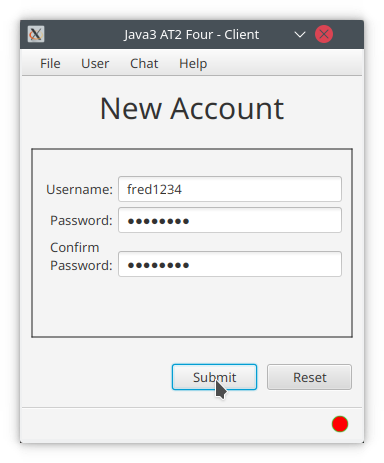 Java3 AT2 Four - Client
File User Chat Help
New Account
Username: fred1234
Password: ●●●●●●●●
Confirm
Password: ●●●●●●●●
Submit Reset